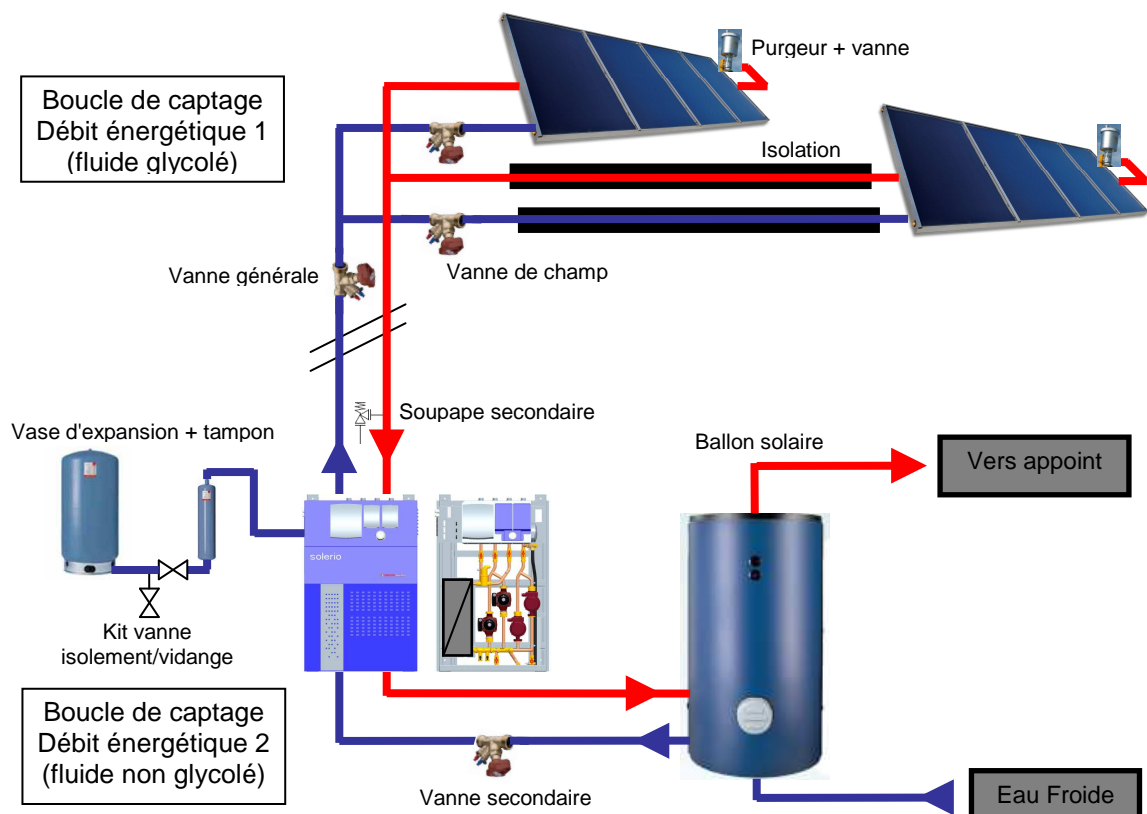 Purgeur + vanne
Boucle de captage
Débit énergétique 1
(fluide glycolé)
Isolation
Vanne générale
Vanne de champ
Soupape secondaire
Vase d'expansion + tampon
Ballon solaire
Vers appoint
solerio
Kit vanne
isolement/vidange
Boucle de captage
Débit énergétique 2
(fluide non glycolé)
Vanne secondaire
Eau Froide